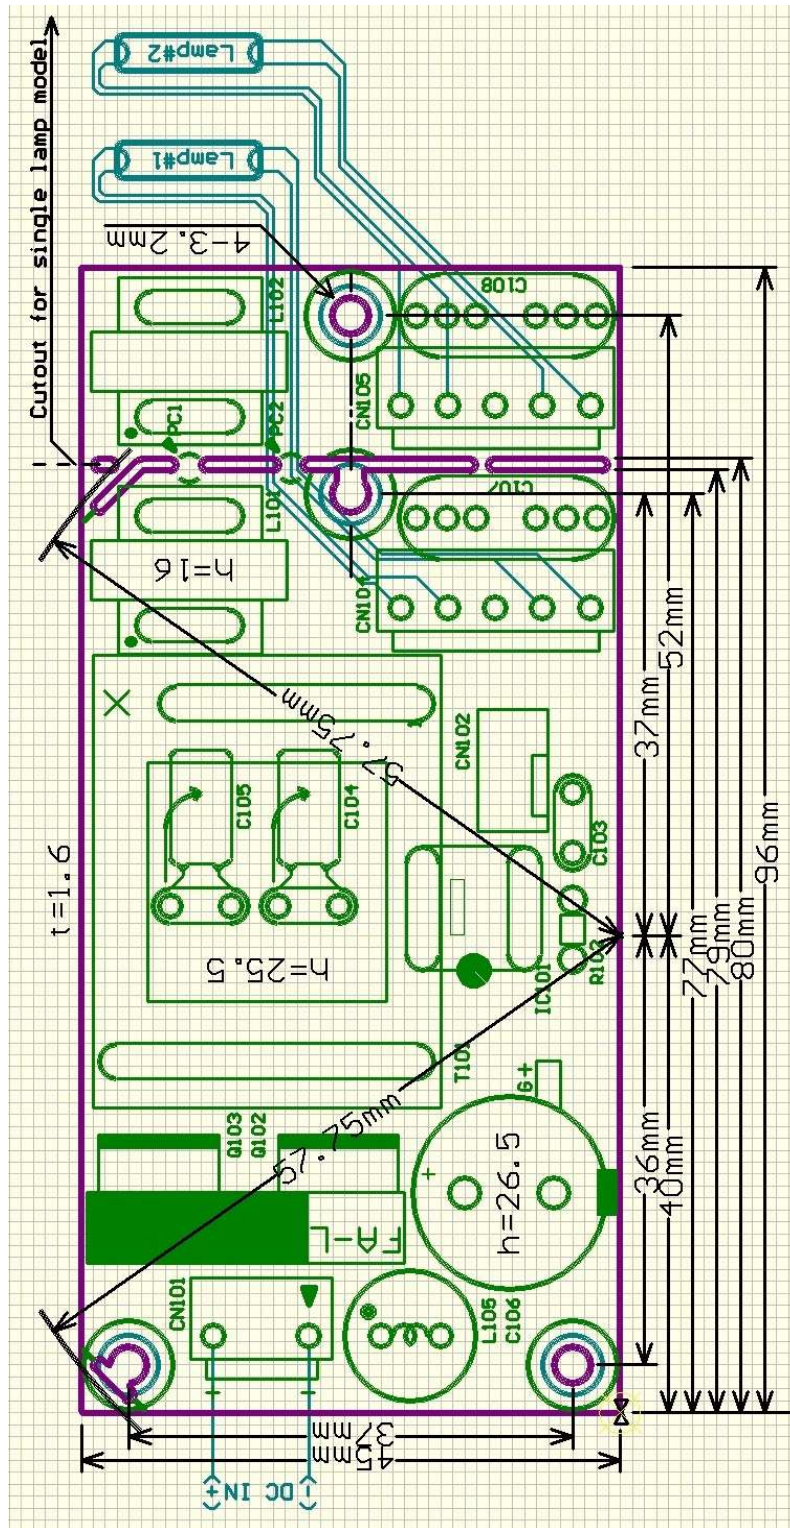 Lamp#2
Lamp#1
Cutout for single lamp model
4-3.2mm
L102
C108
CN105
PC1
PC2
L101
C107
h=16
CN104
37mm
52mm
57.75mm
CN102
C105
C104
C103
96mm
t=1.6
h=25.5
IC101
R102
77mm
79mm
80mm
T101
G+
Q103
Q102
57.75mm
+
h=26.5
36mm
40mm
FA-L
CN101
L105
C106
37mm
45mm
(-) DC IN(+)